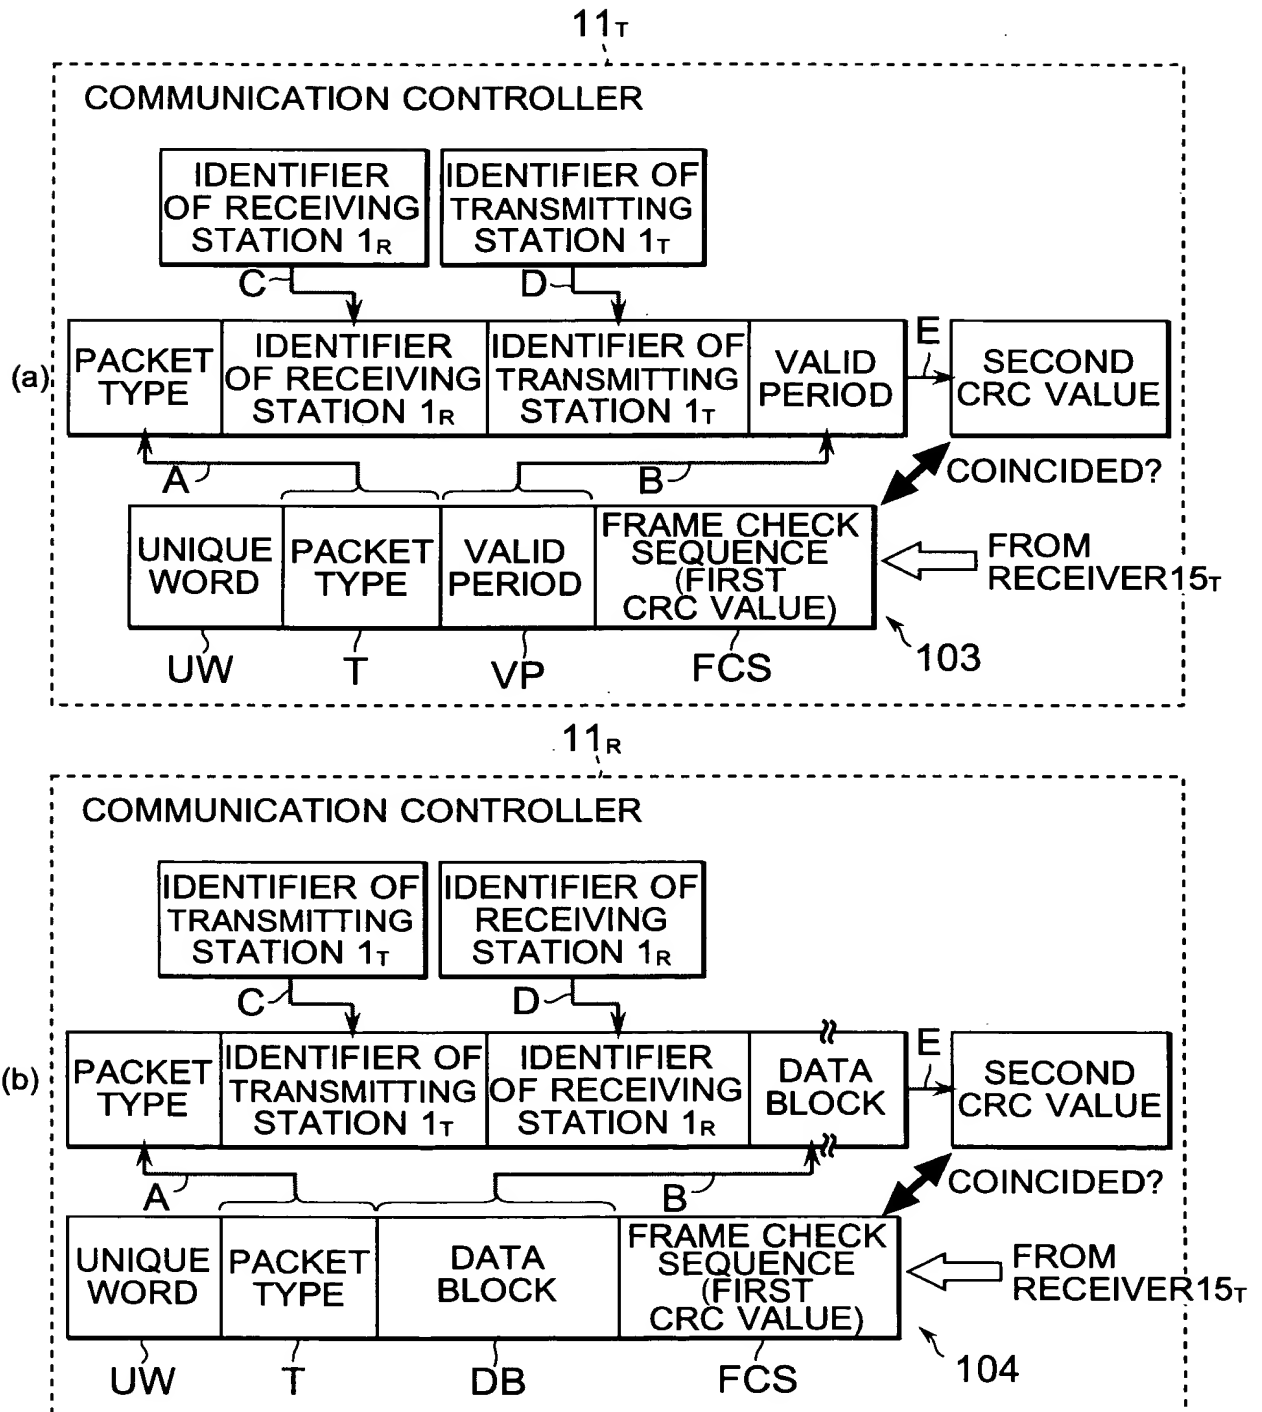 11T
COMMUNICATION CONTROLLER
IDENTIFIER
OF RECEIVING
STATION 1R
IDENTIFIER OF
TRANSMITTING
STATION 1T
C
D
(a)
PACKET
TYPE
IDENTIFIER
OF RECEIVING
STATION 1R
IDENTIFIER OF
TRANSMITTING
STATION 1T
VALID
PERIOD
E
SECOND
CRC VALUE
A
B
COINCIDED?
UNIQUE
WORD
PACKET
TYPE
VALID
PERIOD
FRAME CHECK
SEQUENCE
(FIRST
CRC VALUE)
FROM
RECEIVER15T
UW
T
VP
FCS
103
11R
COMMUNICATION CONTROLLER
IDENTIFIER OF
TRANSMITTING
STATION 1T
IDENTIFIER OF
RECEIVING
STATION 1R
C
D
(b)
PACKET
TYPE
IDENTIFIER OF
TRANSMITTING
STATION 1T
IDENTIFIER
OF RECEIVING
STATION 1R
DATA
BLOCK
E
SECOND
CRC VALUE
A
B
COINCIDED?
UNIQUE
WORD
PACKET
TYPE
DATA
BLOCK
FRAME CHECK
SEQUENCE
(FIRST
CRC VALUE)
FROM
RECEIVER15T
UW
T
DB
FCS
104